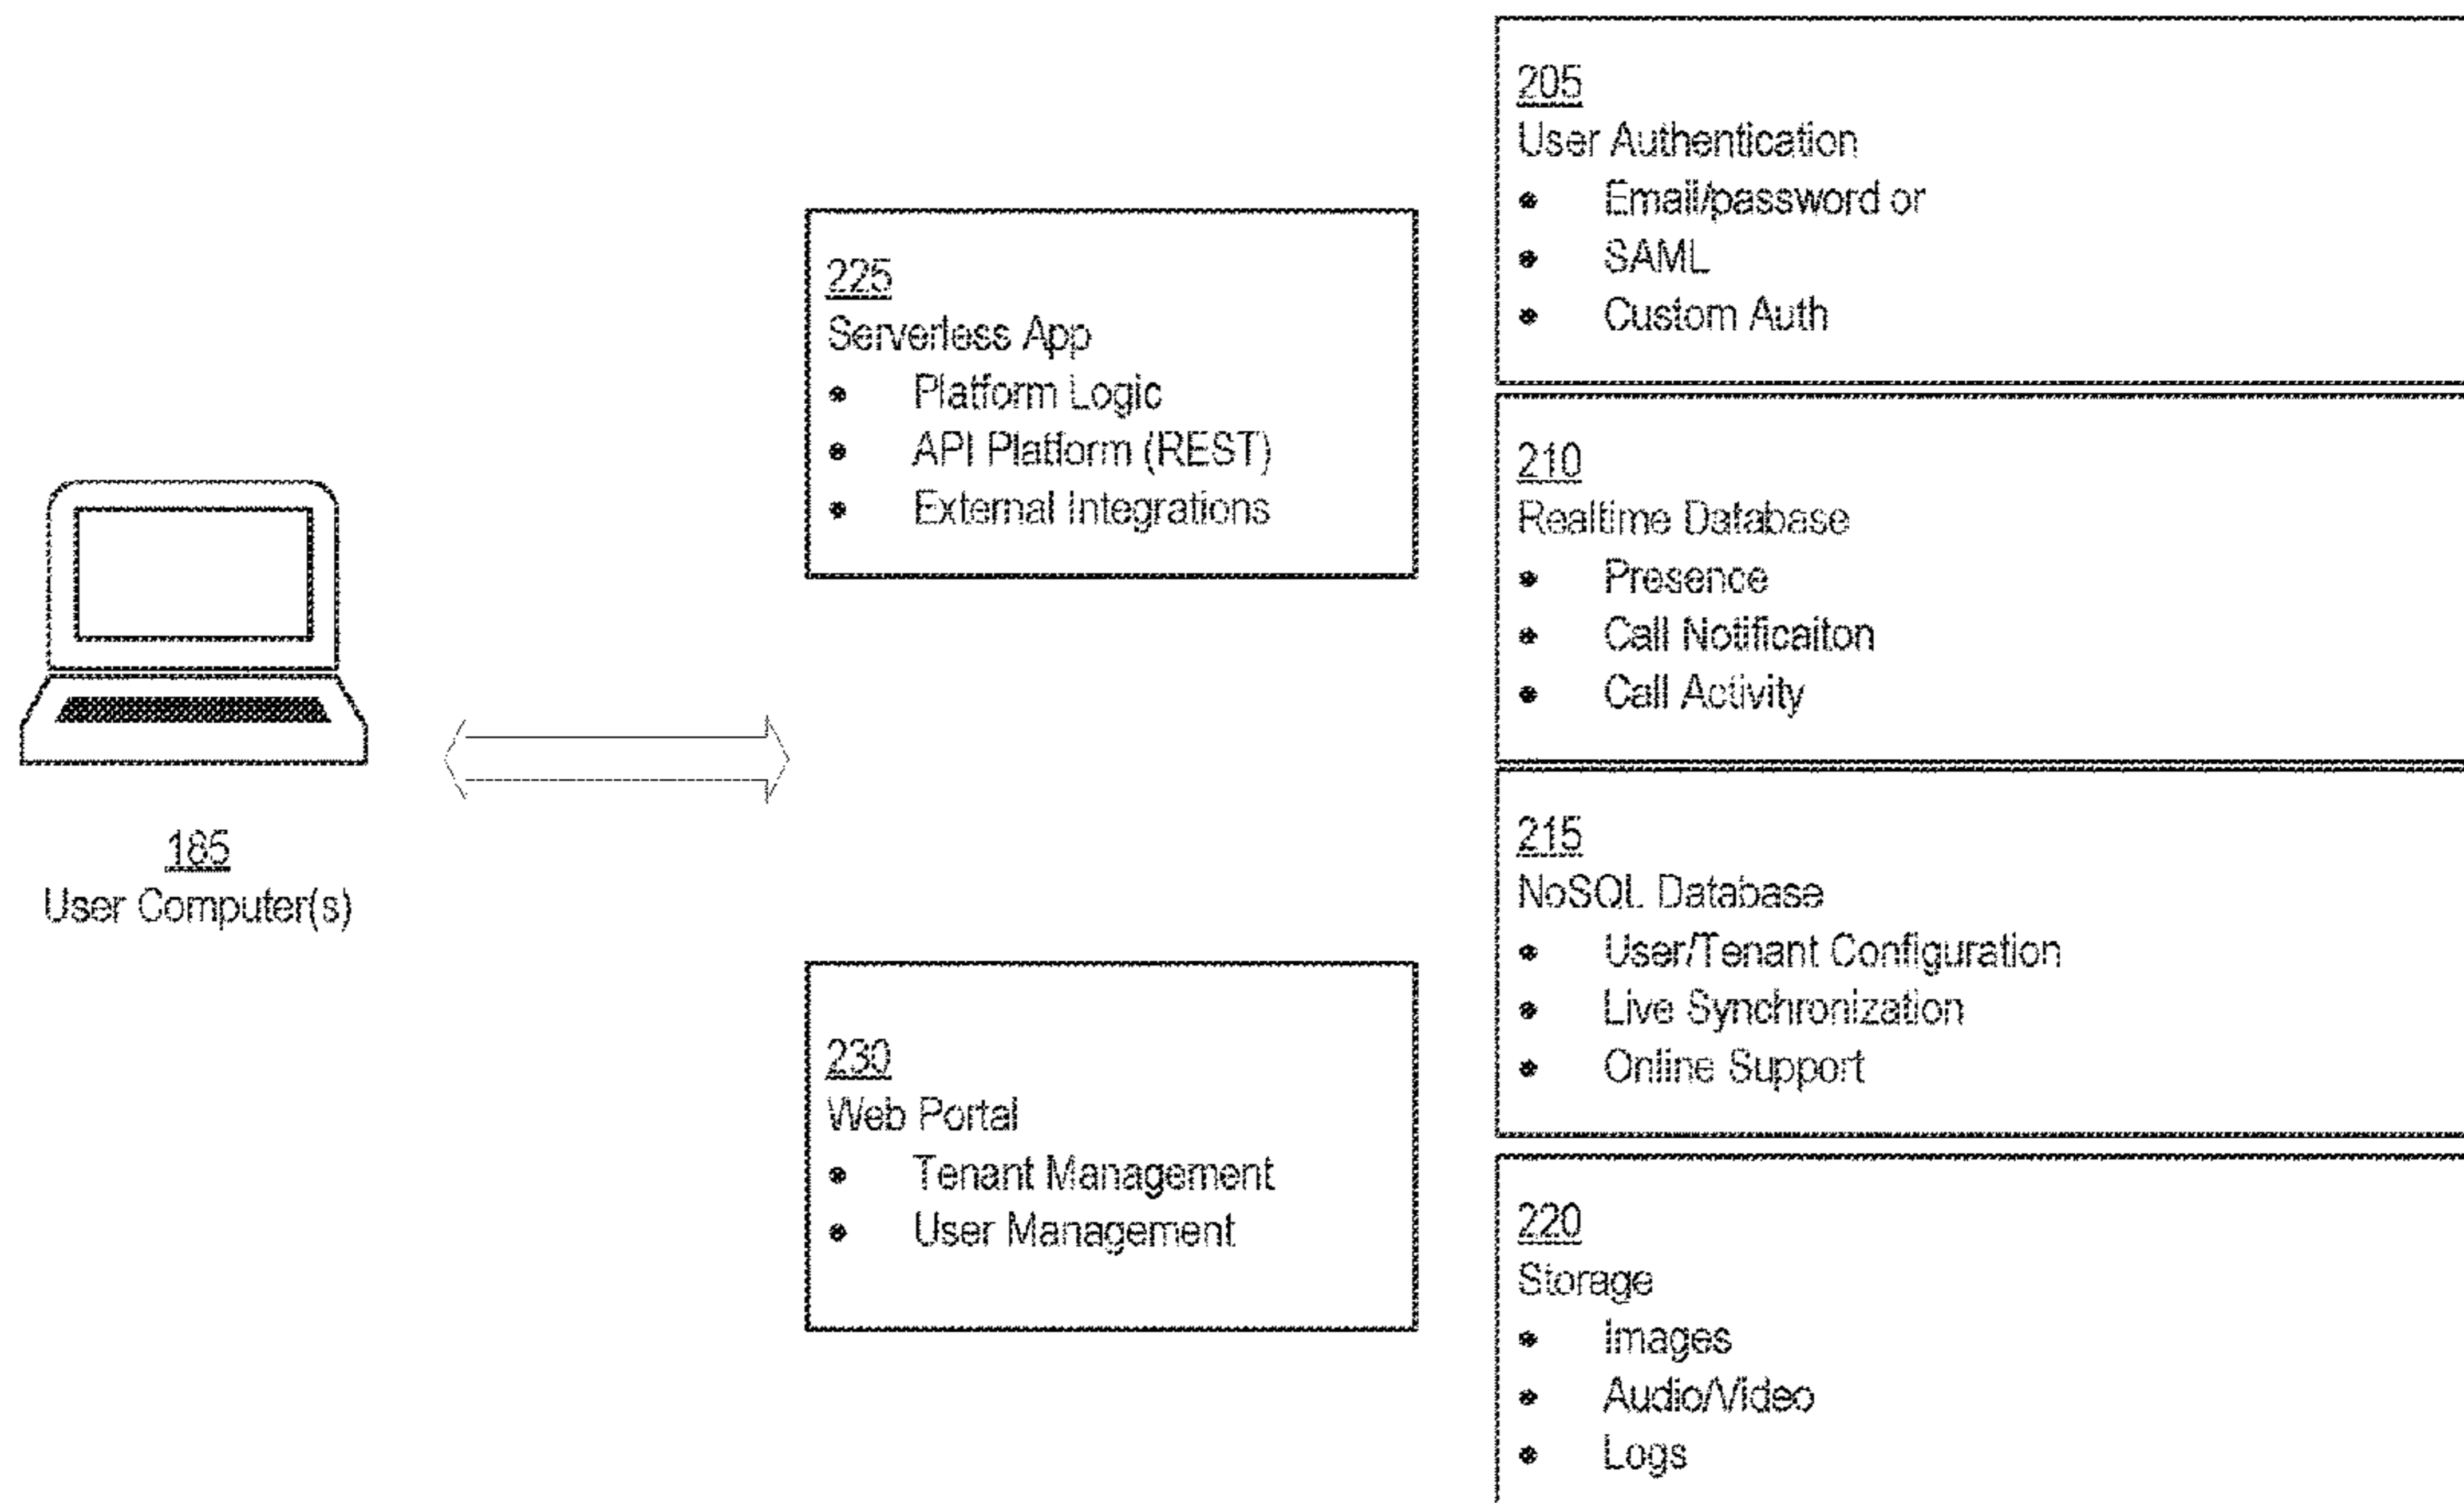 205
User Authentication
• Email/password or
• SAML
• Custom Auth
225
Serverless App
• Platform Logic
• API Platform (REST)
• External Integrations
210
Realtime Database
• Presence
• Call Notificaiton
• Call Activity
185
User Computer(s)
215
NoSQL Database
• User/Tenant Configuration
• Live Synchronization
• Online Support
230
Web Portal
• Tenant Management
• User Management
220
Storage
• Images
• Audio/Video
• Logs